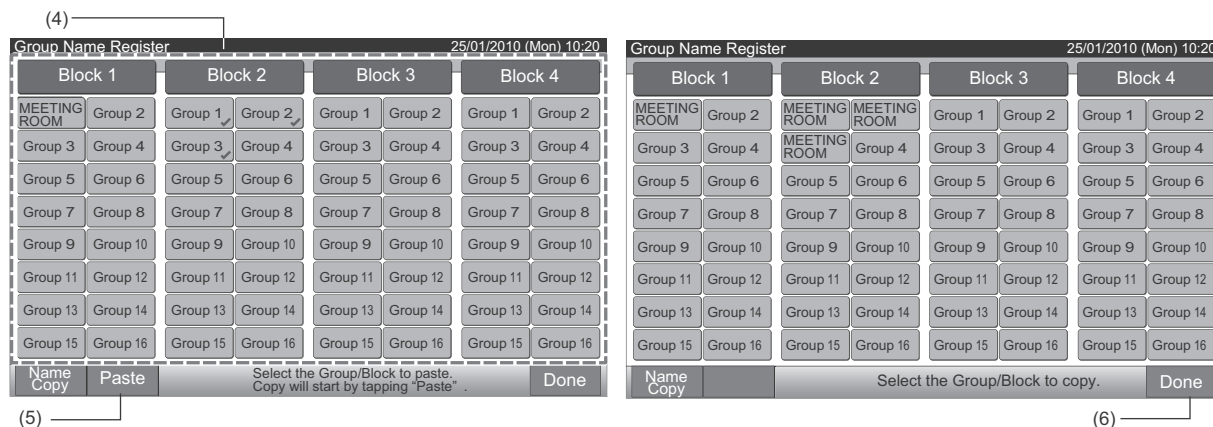 (4)
Group Name Register 25/01/2010 (Mon) 10:20
Block 1 Block 2 Block 3 Block 4
MEETING ROOM Group 2 Group 1 Group 2 Group 1 Group 2 Group 1 Group 2
Group 3 Group 4 Group 3 Group 4 Group 3 Group 4 Group 3 Group 4
Group 5 Group 6 Group 5 Group 6 Group 5 Group 6 Group 5 Group 6
Group 7 Group 8 Group 7 Group 8 Group 7 Group 8 Group 7 Group 8
Group 9 Group 10 Group 9 Group 10 Group 9 Group 10 Group 9 Group 10
Group 11 Group 12 Group 11 Group 12 Group 11 Group 12 Group 11 Group 12
Group 13 Group 14 Group 13 Group 14 Group 13 Group 14 Group 13 Group 14
Group 15 Group 16 Group 15 Group 16 Group 15 Group 16 Group 15 Group 16
Name Copy Paste Select the Group/Block to paste.
Copy will start by tapping “Paste” . Done
(5)
Group Name Register 25/01/2010 (Mon) 10:20
Block 1 Block 2 Block 3 Block 4
MEETING ROOM Group 2 MEETING ROOM MEETING ROOM Group 1 Group 2 Group 1 Group 2
Group 3 Group 4 MEETING ROOM Group 4 Group 3 Group 4 Group 3 Group 4
Group 5 Group 6 Group 5 Group 6 Group 5 Group 6 Group 5 Group 6
Group 7 Group 8 Group 7 Group 8 Group 7 Group 8 Group 7 Group 8
Group 9 Group 10 Group 9 Group 10 Group 9 Group 10 Group 9 Group 10
Group 11 Group 12 Group 11 Group 12 Group 11 Group 12 Group 11 Group 12
Group 13 Group 14 Group 13 Group 14 Group 13 Group 14 Group 13 Group 14
Group 15 Group 16 Group 15 Group 16 Group 15 Group 16 Group 15 Group 16
Name Copy Select the Group/Block to copy. Done
(6)